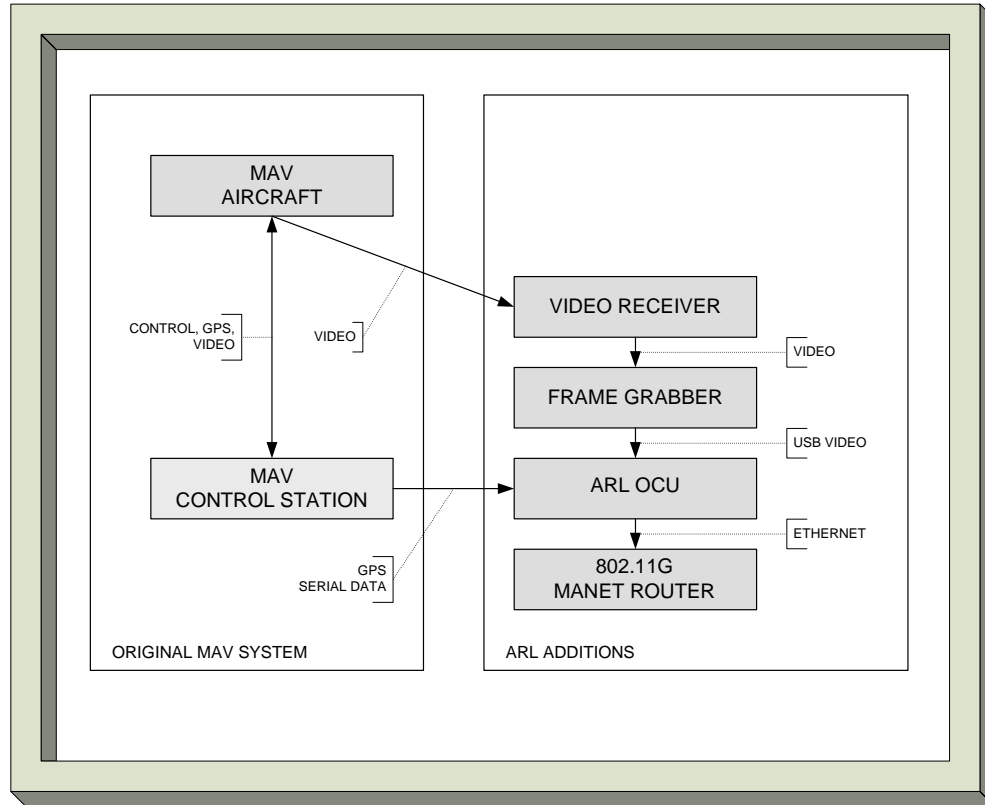 MAV
AIRCRAFT
CONTROL, GPS,
VIDEO
VIDEO
MAV
CONTROL STATION
GPS
SERIAL DATA
ORIGINAL MAV SYSTEM
VIDEO RECEIVER
VIDEO
FRAME GRABBER
USB VIDEO
ARL OCU
ETHERNET
802.11G
MANET ROUTER
ARL ADDITIONS